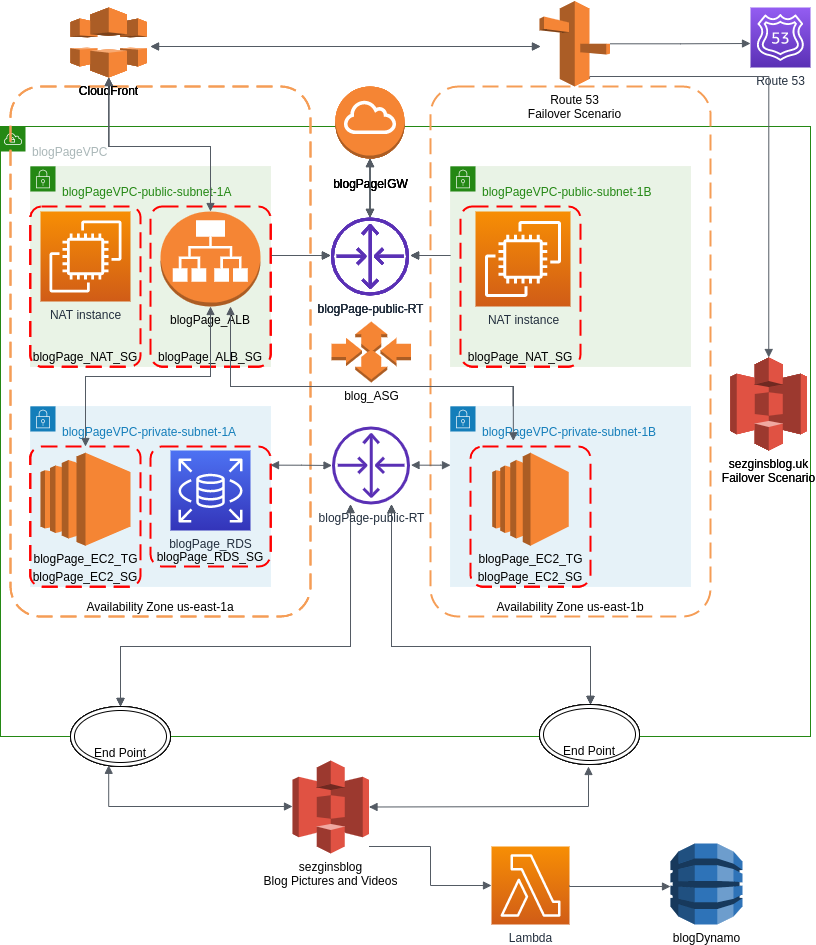 CloudFront
53
Route 53
Route 53
Failover Scenario
blogPageVPC
blogPageIGW
blogPageVPC-public-subnet-1A
blogPageVPC-public-subnet-1B
NAT instance
blogPage_ALB
blogPage-public-RT
NAT instance
blogPage_NAT_SG
blogPage_ALB_SG
blogPage_NAT_SG
blog_ASG
blogPageVPC-private-subnet-1A
blogPageVPC-private-subnet-1B
sezginsblog.uk
Failover Scenario
blogPage-public-RT
blogPage_RDS
blogPage_RDS_SG
blogPage_EC2_TG
blogPage_EC2_SG
blogPage_EC2_TG
blogPage_EC2_SG
Availability Zone us-east-1a
Availability Zone us-east-1b
End Point
End Point
sezginsblog
Blog Pictures and Videos
Lambda
blogDynamo